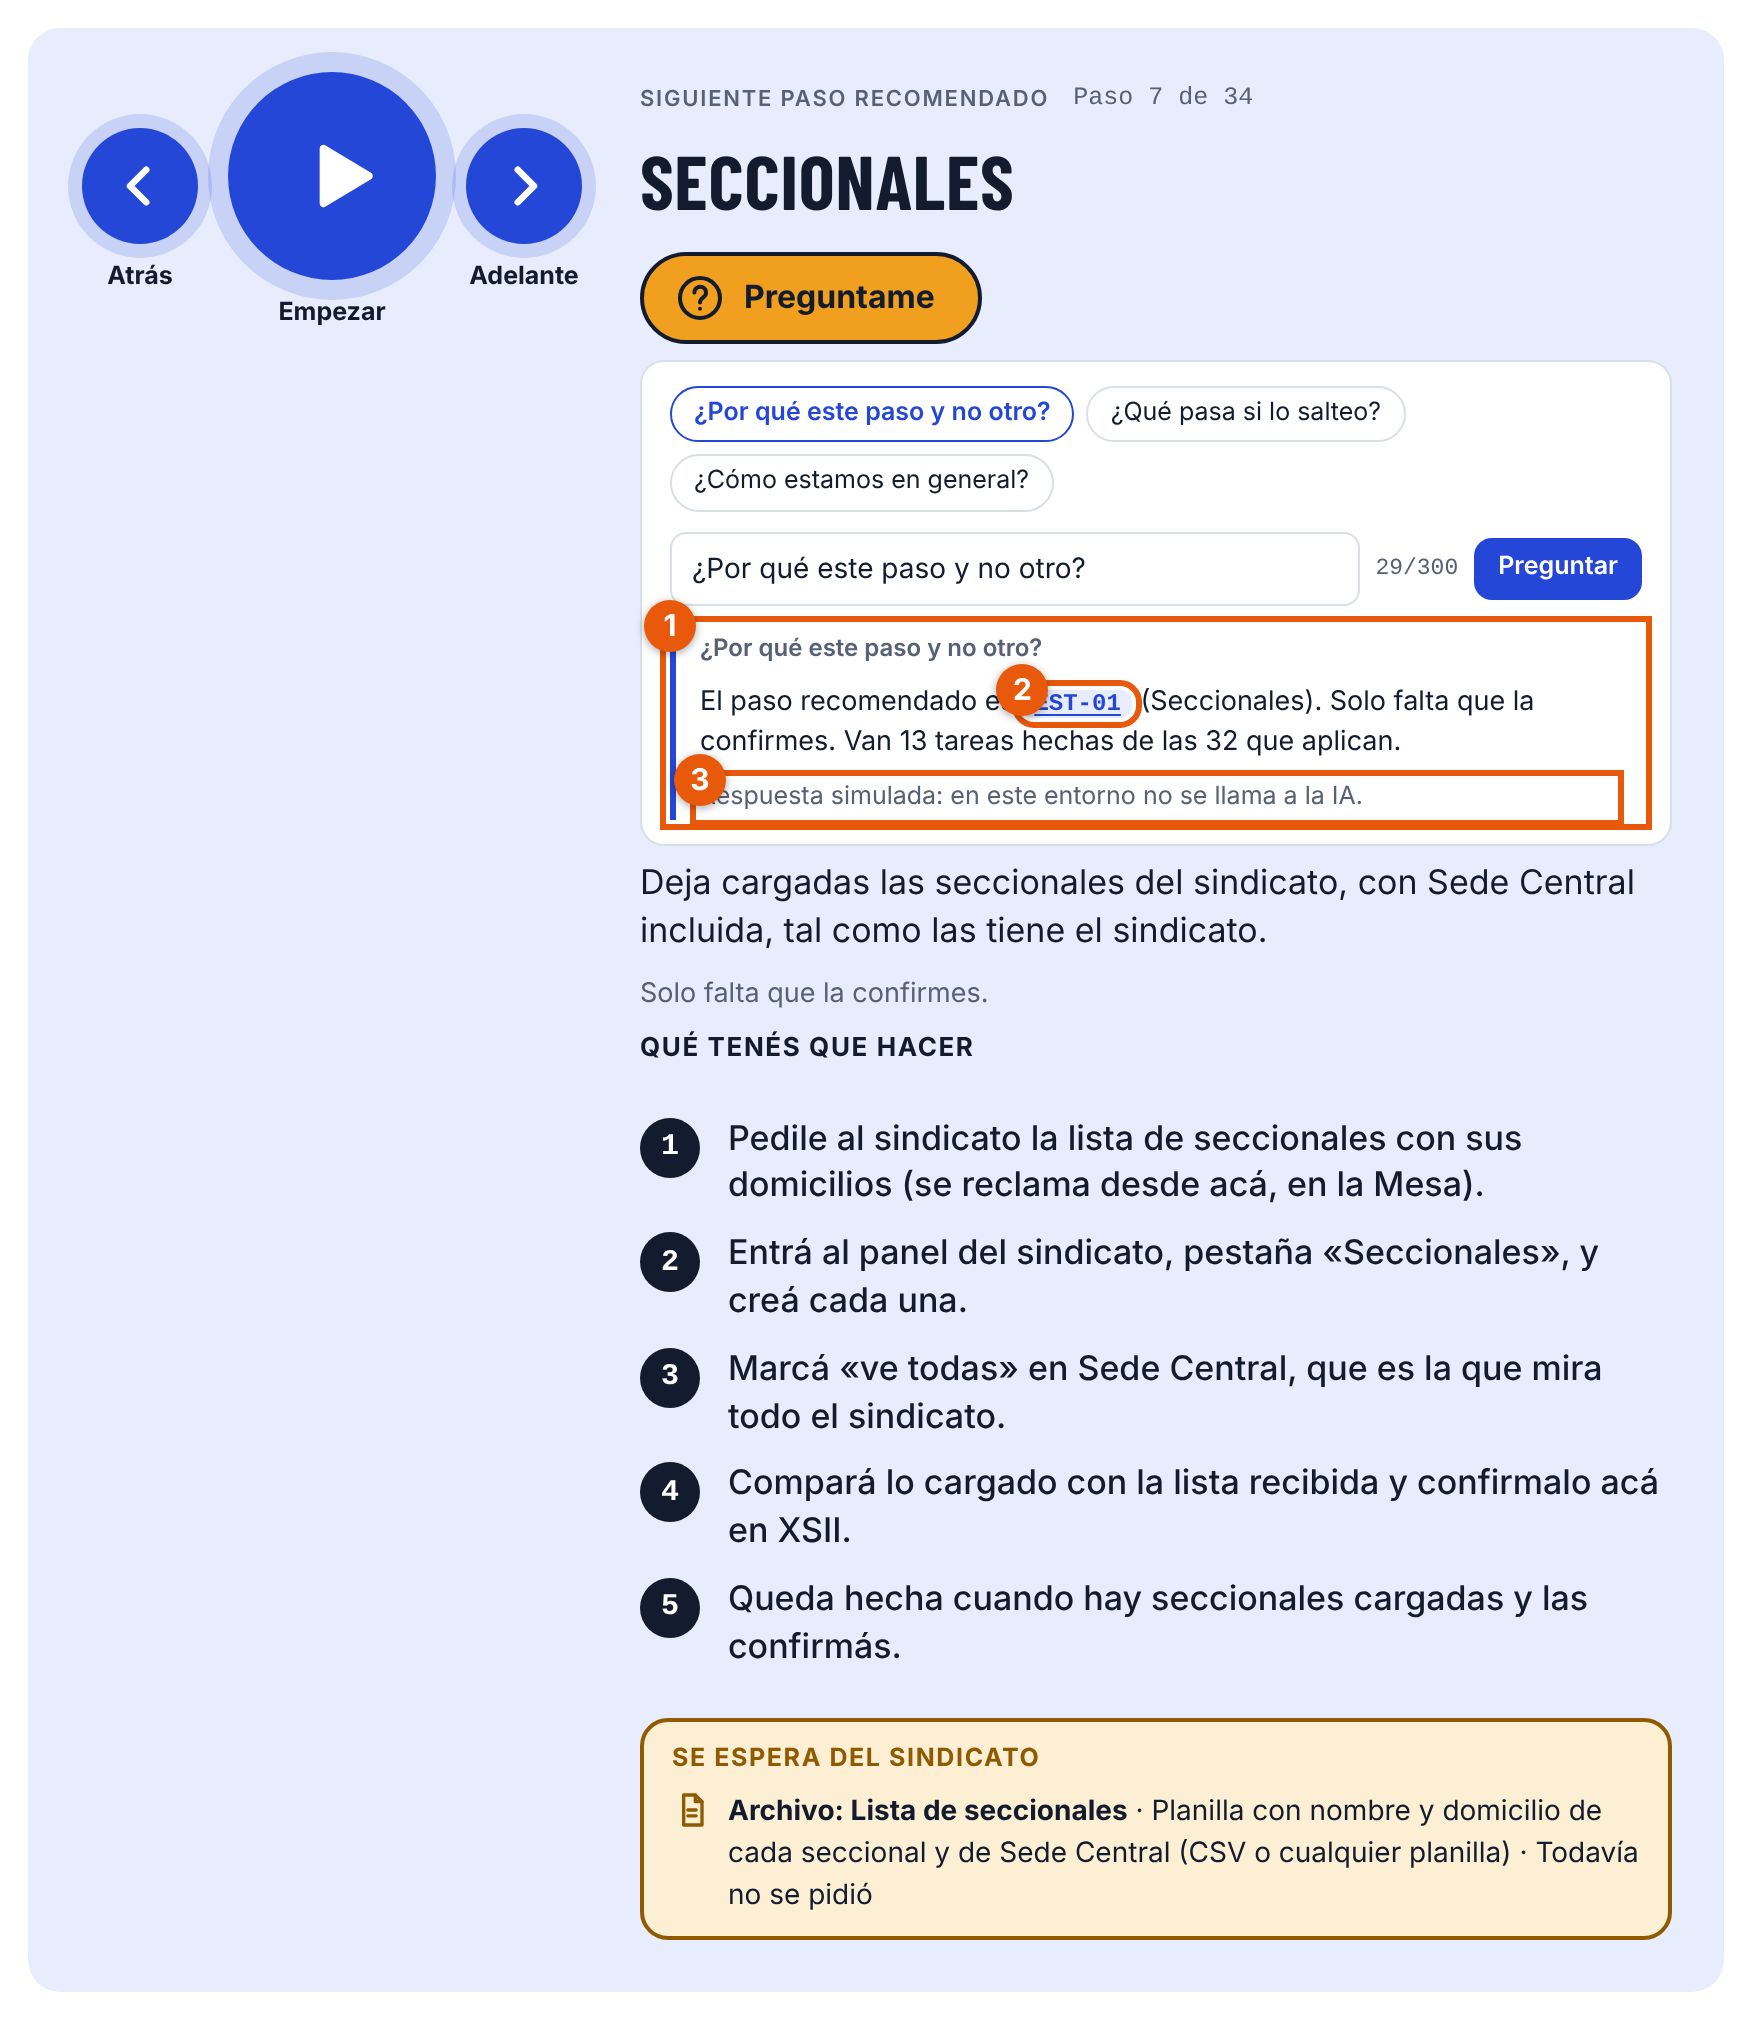 SIGUIENTE PASO RECOMENDADO Paso 7 de 34
SECCIONALES
Atrás
Empezar
Adelante
Preguntame
¿Por qué este paso y no otro? ¿Qué pasa si lo salteo?
¿Cómo estamos en general?
¿Por qué este paso y no otro? 29/300 Preguntar
1
¿Por qué este paso y no otro?
El paso recomendado 2 EST-01 (Seccionales). Solo falta que la
confirmes. Van 13 tareas hechas de las 32 que aplican.
3
simulada: en este entorno no se llama a la IA.
Deja cargadas las seccionales del sindicato, con Sede Central
incluida, tal como las tiene el sindicato.
Solo falta que la confirmes.
QUÉ TENÉS QUE HACER
1 Pedile al sindicato la lista de seccionales con sus
domicilios (se reclama desde acá, en la Mesa).
2 Entrá al panel del sindicato, pestaña «Seccionales», y
creá cada una.
3 Marcá «ve todas» en Sede Central, que es la que mira
todo el sindicato.
4 Compará lo cargado con la lista recibida y confirmalo acá
en XSII.
5 Queda hecha cuando hay seccionales cargadas y las
confirmás.
SE ESPERA DEL SINDICATO
Archivo: Lista de seccionales · Planilla con nombre y domicilio de
cada seccional y de Sede Central (CSV o cualquier planilla) · Todavía
no se pidió